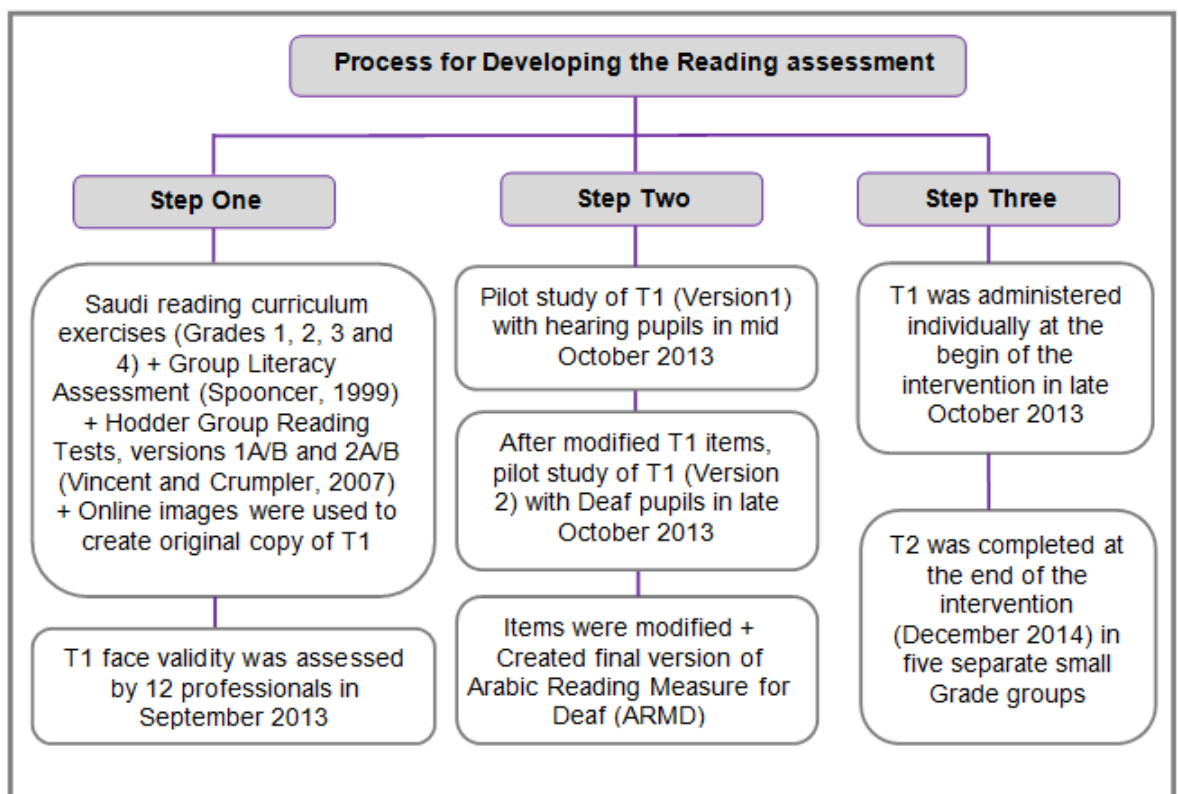 Process for Developing the Reading assessment
Step One
Saudi reading curriculum
exercises (Grades 1, 2, 3 and
4) + Group Literacy
Assessment (Spooncer, 1999)
+ Hodder Group Reading
Tests, versions 1A/B and 2A/B
(Vincent and Crumpler, 2007)
+ Online images were used to
create original copy of T1
T1 face validity was assessed
by 12 professionals in
September 2013
Step Two
Pilot study of T1 (Version1)
with hearing pupils in mid
October 2013
After modified T1 items,
pilot study of T1 (Version
2) with Deaf pupils in late
October 2013
Items were modified +
Created final version of
Arabic Reading Measure for
Deaf (ARMD)
Step Three
T1 was administered
individually at the
begin of the
intervention in late
October 2013
T2 was completed at
the end of the
intervention
(December 2014) in
five separate small
Grade groups